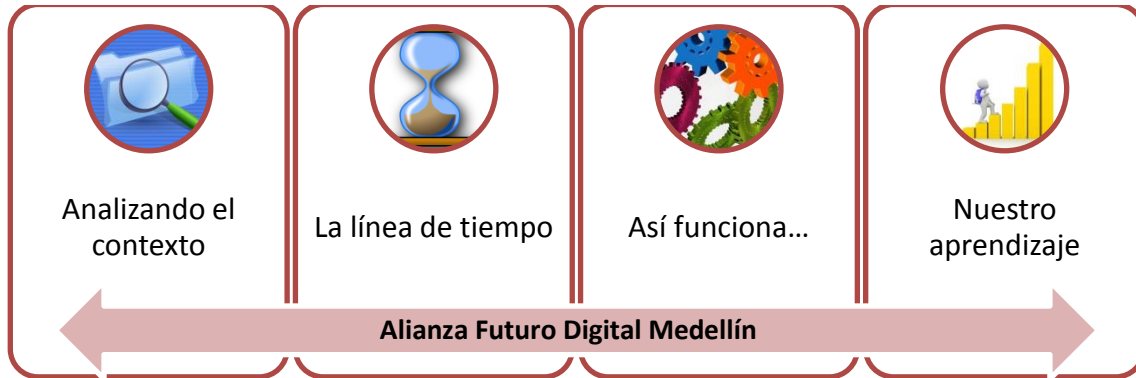 Analizando el
contexto
La línea de tiempo
Así funciona...
Nuestro
aprendizaje
Alianza Futuro Digital Medellín